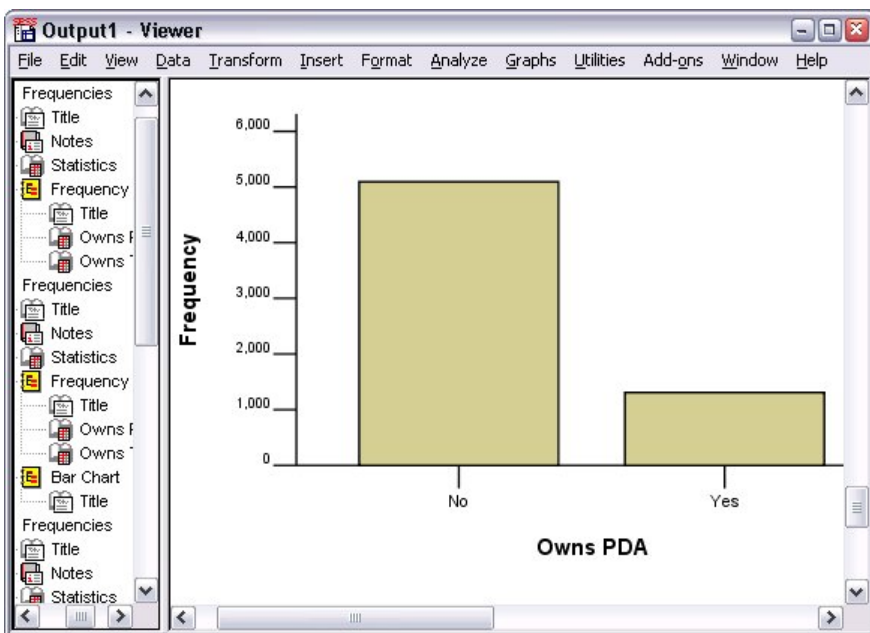 Output1 - Viewer
File Edit View Data Transform Insert Format Analyze Graphs Utilities Add-ons Window Help
Frequencies
Title
Notes
Statistics
Frequency
Title
Owns
Owns
Frequencies
Title
Notes
Statistics
Frequency
Title
Owns
Owns
Bar Chart
Title
Frequencies
Title
Notes
Statistics
Frequency
6,000
5,000
4,000
3,000
2,000
1,000
0
No Yes
Owns PDA